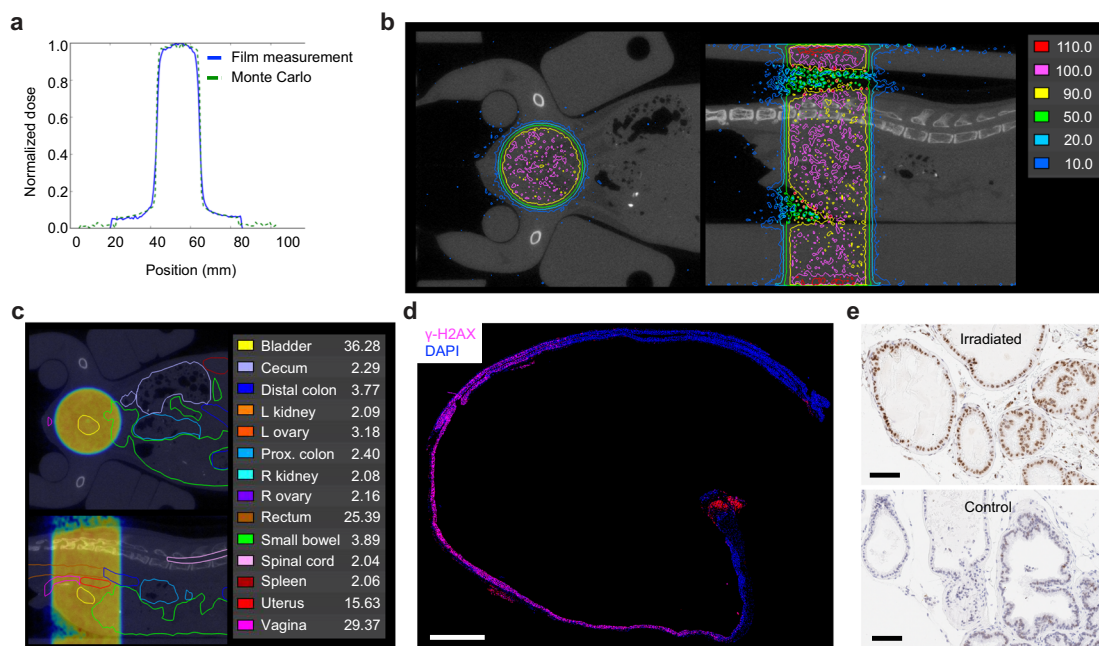 a
1.0
0.8
0.6
0.4
0.2
0.0
Normalized dose
0 20 40 60 80 100
Position (mm)
Film measurement
Monte Carlo
b
110.0
100.0
90.0
50.0
20.0
10.0
c
Bladder 36.28
Cecum 2.29
Distal colon 3.77
L kidney 2.09
L ovary 3.18
Prox. colon 2.40
R kidney 2.08
R ovary 2.16
Rectum 25.39
Small bowel 3.89
Spinal cord 2.04
Spleen 2.06
Uterus 15.63
Vagina 29.37
d
γ-H2AX
DAPI
e
Irradiated
Control